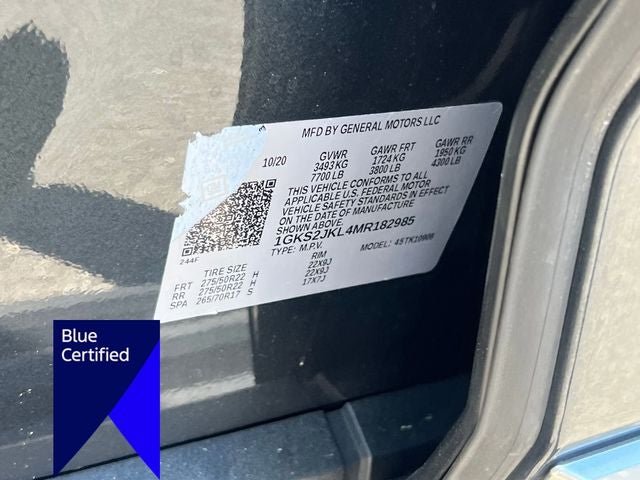 MFD BY GENERAL MOTORS LLC
10/20 GVWR GAWR FRT GAWR RR
3493 KG 1724 KG 1950 KG
7700 LB 3800 LB 4300 LB
THIS VEHICLE CONFORMS TO ALL
APPLICABLE U.S. FEDERAL MOTOR
VEHICLE SAFETY STANDARDS IN EFFECT
ON THE DATE OF MANUFACTURE
SHOWN ABOVE.
1GKS2JKL4MR182985
TYPE: M.P.V. MODEL: 4STK10906
244F
TIRE SIZE RIM
FRT 275/50R22 H 22X9J
RR 275/50R22 H 22X9J
SPA 265/70R17 S 17X7J
Blue
Certified